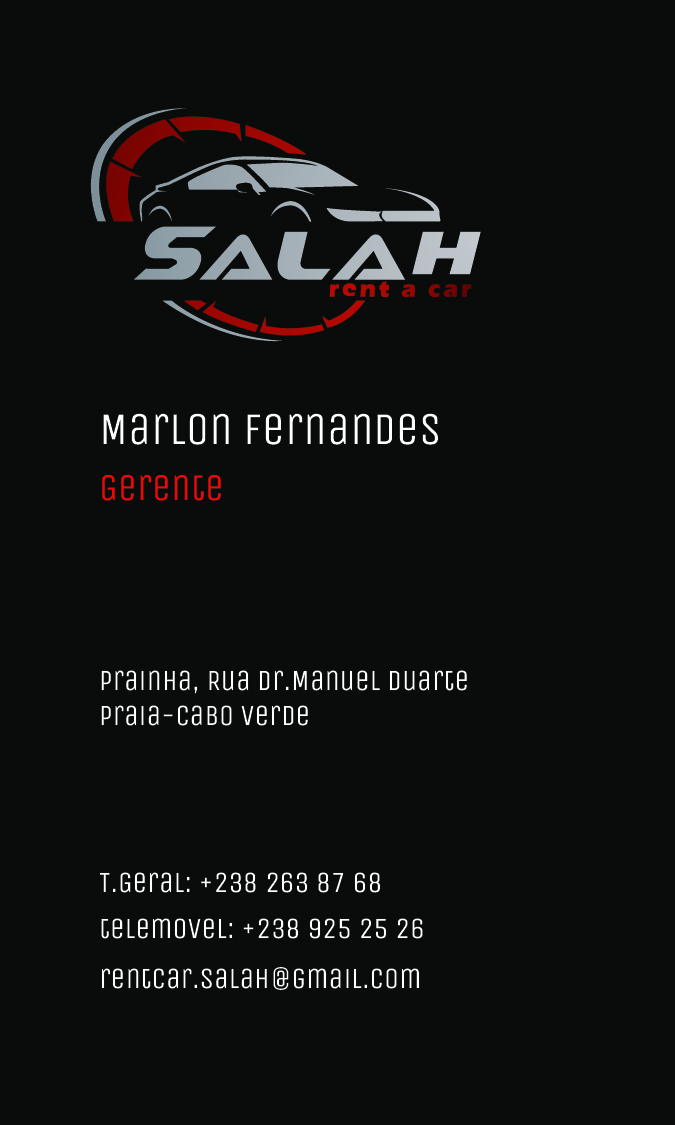 SALAH
rent a car
Marlon Fernandes
Gerente
Prainha, Rua Dr.Manuel Duarte
Praia-Cabo Verde
T.Geral: +238 263 87 68
telemovel: +238 925 25 26
rentcar.salah@gmail.com